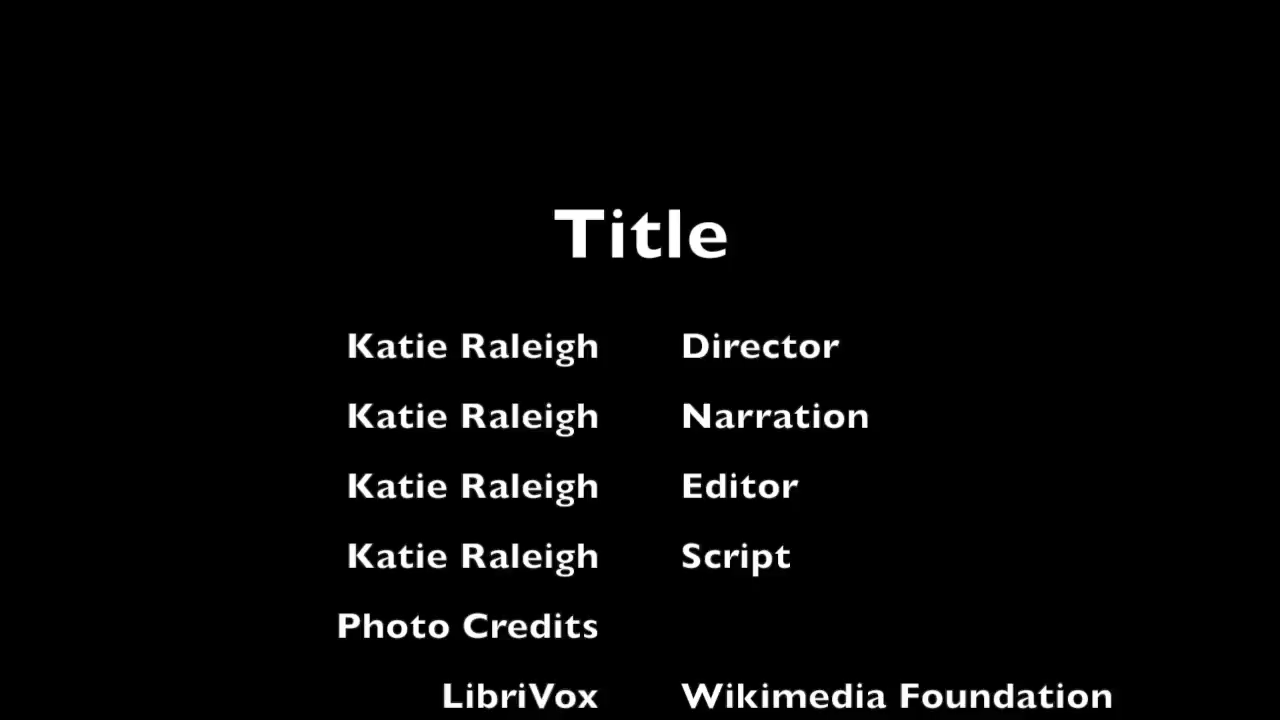 Title
Katie Raleigh Director
Katie Raleigh Narration
Katie Raleigh Editor
Katie Raleigh Script
Photo Credits
LibriVox Wikimedia Foundation